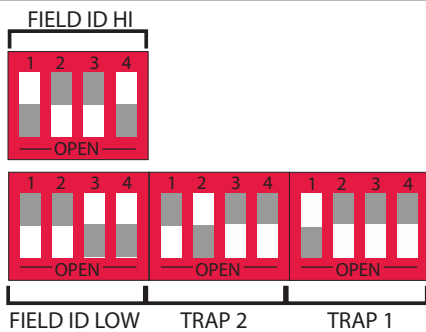 FIELD ID HI
1 2 3 4
OPEN
1 2 3 4 1 2 3 4 1 2 3 4
OPEN OPEN OPEN
FIELD ID LOW TRAP 2 TRAP 1